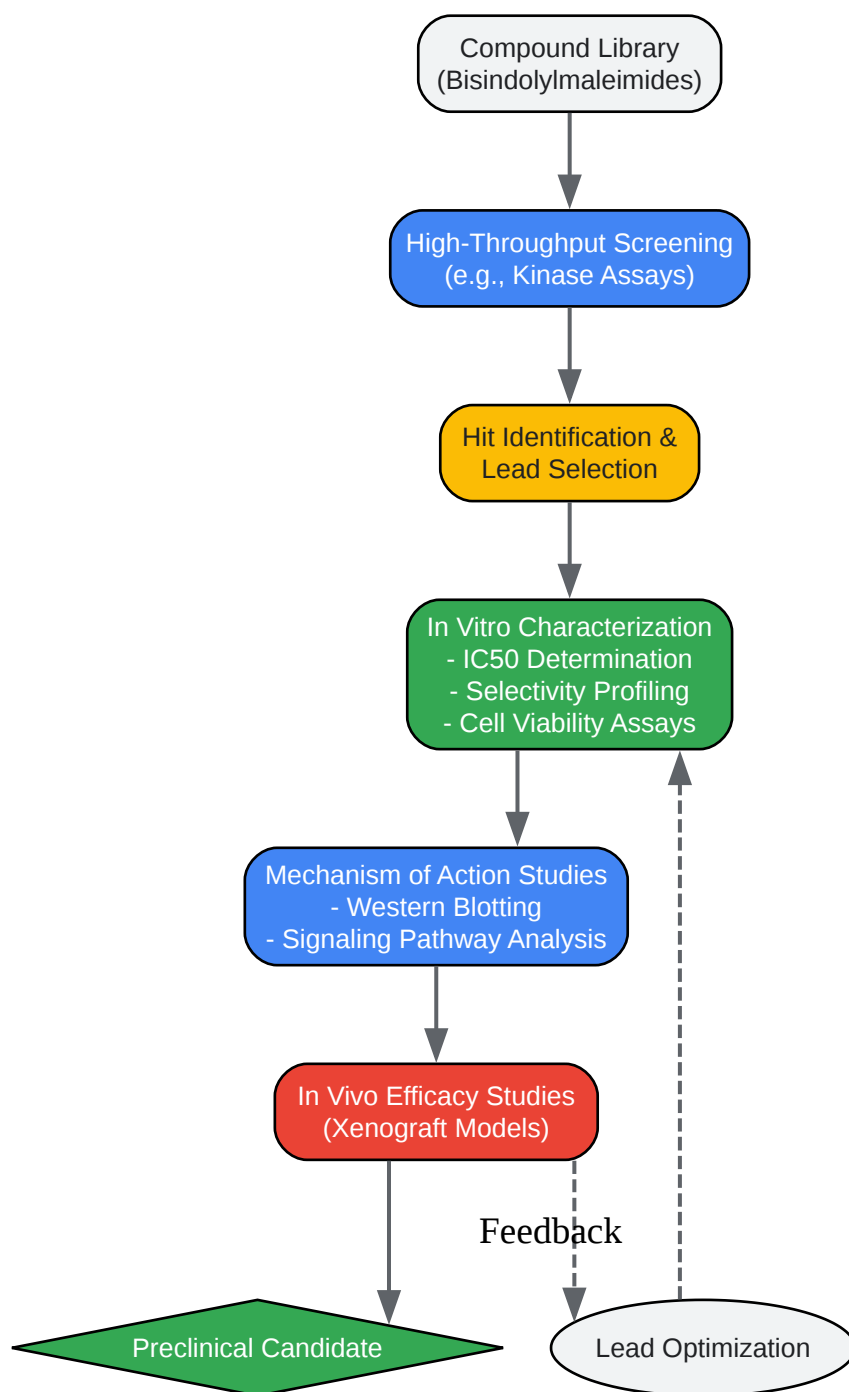 Compound Library
(Bisindolylmaleimides)
High-Throughput Screening
(e.g., Kinase Assays)
Hit Identification &
Lead Selection
In Vitro Characterization
- IC50 Determination
- Selectivity Profiling
- Cell Viability Assays
Mechanism of Action Studies
- Western Blotting
- Signaling Pathway Analysis
In Vivo Efficacy Studies
(Xenograft Models)
Feedback
Preclinical Candidate
Lead Optimization